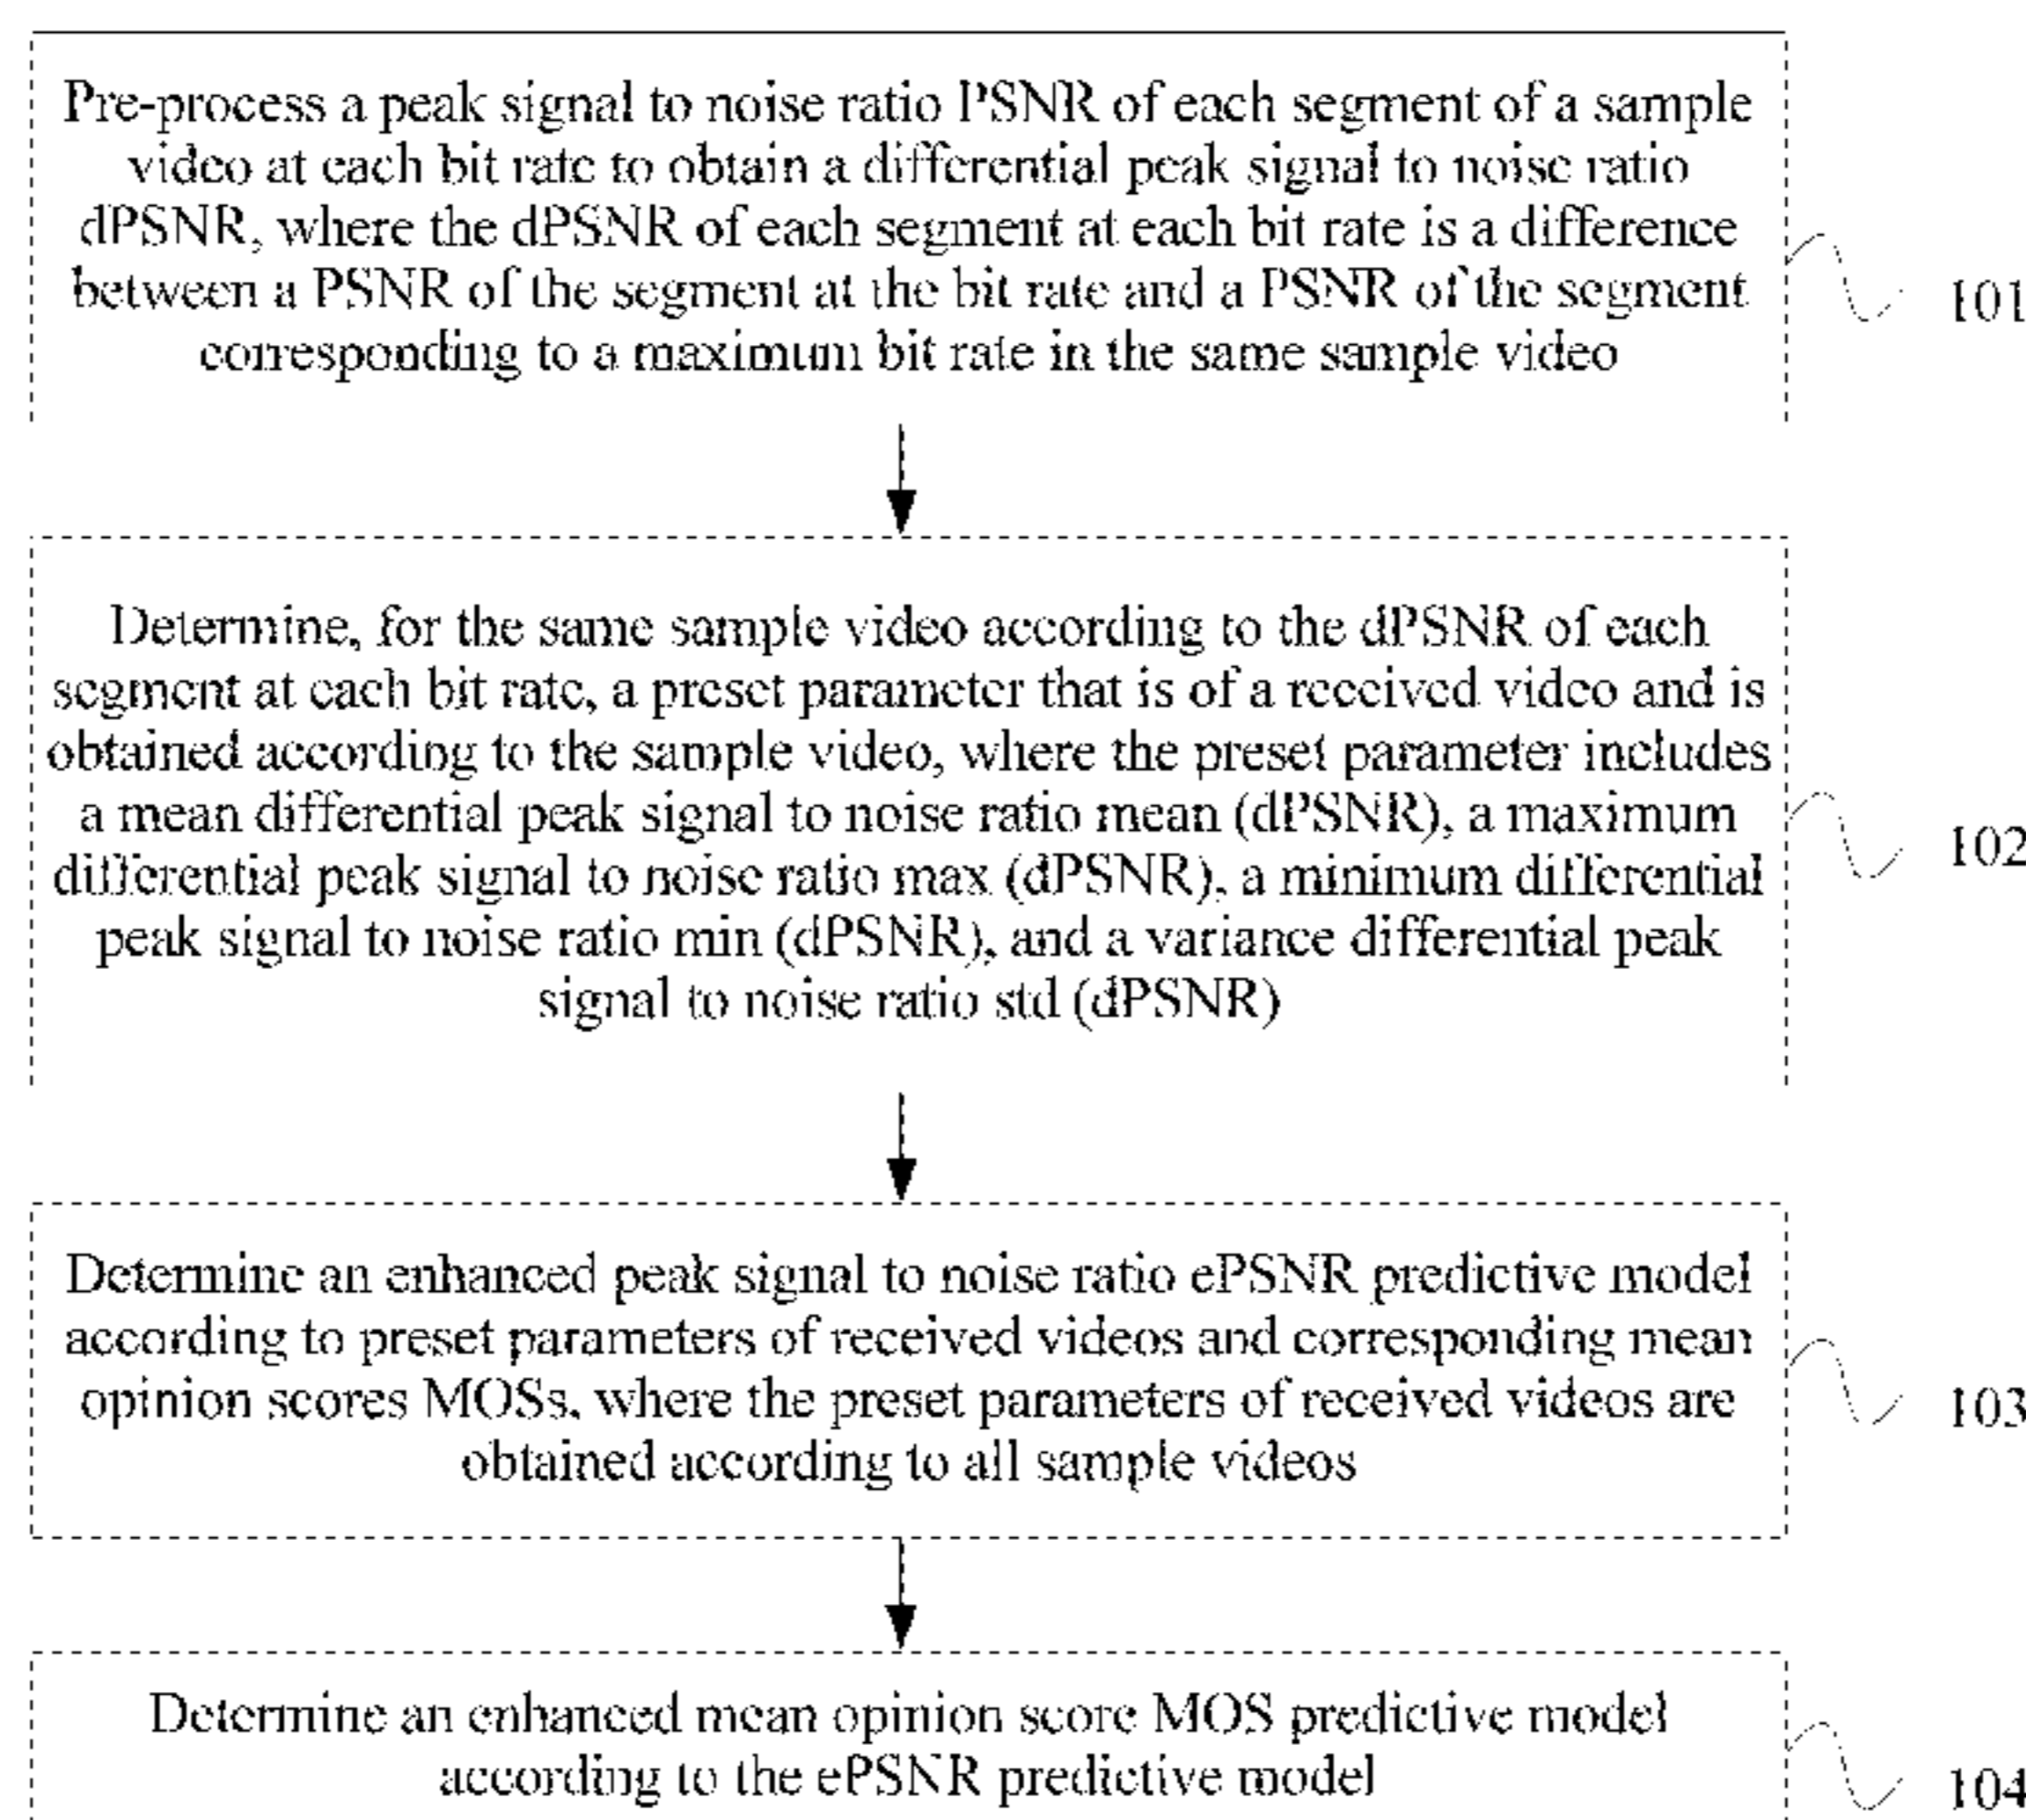 Pre-process a peak signal to noise ratio PSNR of each segment of a sample
video at each bit rate to obtain a differential peak signal to noise ratio
dPSNR, where the dPSNR of each segment at each bit rate is a difference
between a PSNR of the segment at the bit rate and a PSNR of the segment
corresponding to a maximum bit rate in the same sample video
101
Determine, for the same sample video according to the dPSNR of each
segment at each bit rate, a preset parameter that is of a received video and is
obtained according to the sample video, where the preset parameter includes
a mean differential peak signal to noise ratio mean (dPSNR), a maximum
differential peak signal to noise ratio max (dPSNR), a minimum differential
peak signal to noise ratio min (dPSNR), and a variance differential peak
signal to noise ratio std (dPSNR)
102
Determine an enhanced peak signal to noise ratio ePSNR predictive model
according to preset parameters of received videos and corresponding mean
opinion scores MOSs, where the preset parameters of received videos are
obtained according to all sample videos
103
Determine an enhanced mean opinion score MOS predictive model
according to the ePSNR predictive model
104